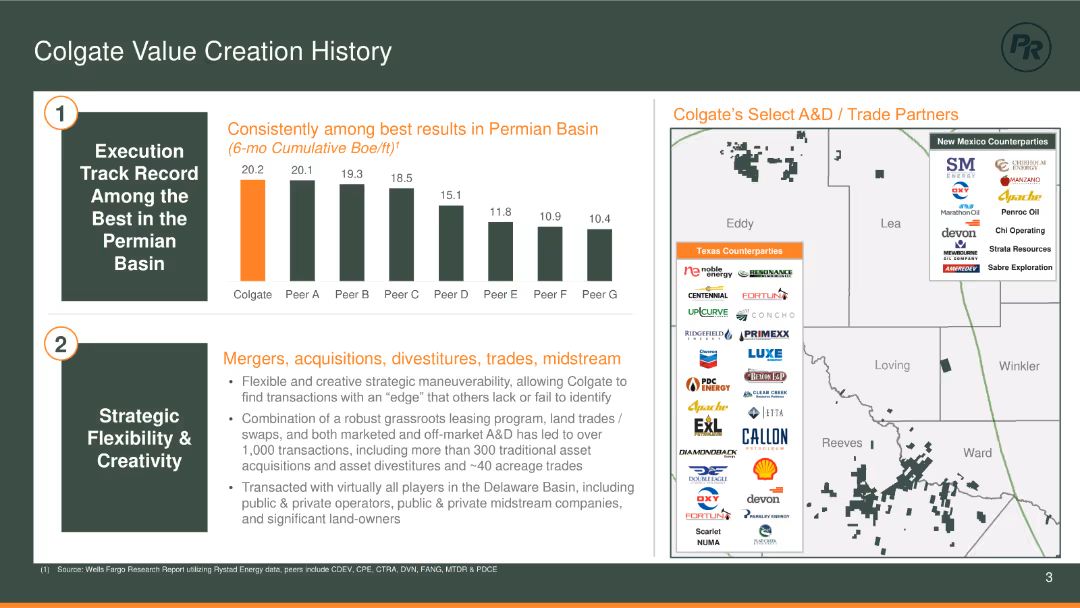 Colgate Value Creation History
PR
1
Execution
Track Record
Among the
Best in the
Permian
Basin
Consistently among best results in Permian Basin
(6-mo Cumulative Boe/ft)†
20.2
20.1
19.3
18.5
15.1
11.8
10.9
10.4
Colgate
Peer A
Peer B
Peer C
Peer D
Peer E
Peer F
Peer G
2
Strategic
Flexibility &
Creativity
Mergers, acquisitions, divestitures, trades, midstream
• Flexible and creative strategic maneuverability, allowing Colgate to
find transactions with an “edge” that others lack or fail to identify
• Combination of a robust grassroots leasing program, land trades /
swaps, and both marketed and off-market A&D has led to over
1,000 transactions, including more than 300 traditional asset
acquisitions and asset divestitures and ~40 acreage trades
• Transacted with virtually all players in the Delaware Basin, including
public & private operators, public & private midstream companies,
and significant land-owners
Colgate's Select A&D / Trade Partners
Eddy
Lea
Loving
Winkler
Reeves
Ward
New Mexico Counterparties
SM
ENERGY
CHISHOLM
ENERGY
OXY
MANZANO
MarathonOil
Apache
Penroc Oil
devon
Chi Operating
MEWBOURNE
OIL COMPANY
Strata Resources
AMEREDEV
Sabre Exploration
Texas Counterparties
noble
energy
RESONANCE
CENTENNIAL
FORTUNA
UPCURVE
CONCHO
RIDGEFIELD
ENERGY
PRIMEXX
Chevron
LUXE
PDC
ENERGY
BEACON E&P
CLEAR CREEK
Apache
ETTA
EXL
PETROLEUM
CALLON
PETROLEUM
DIAMONDBACK
Energy
DOUBLE EAGLE
OXY
devon
FORTUNA
PARSLEY ENERGY
Scarlet
NUMA
FLAT CREEK
(1) Source: Wells Fargo Research Report utilizing Rystad Energy data, peers include CDEV, CPE, CTRA, DVN, FANG, MTDR & PDCE
3